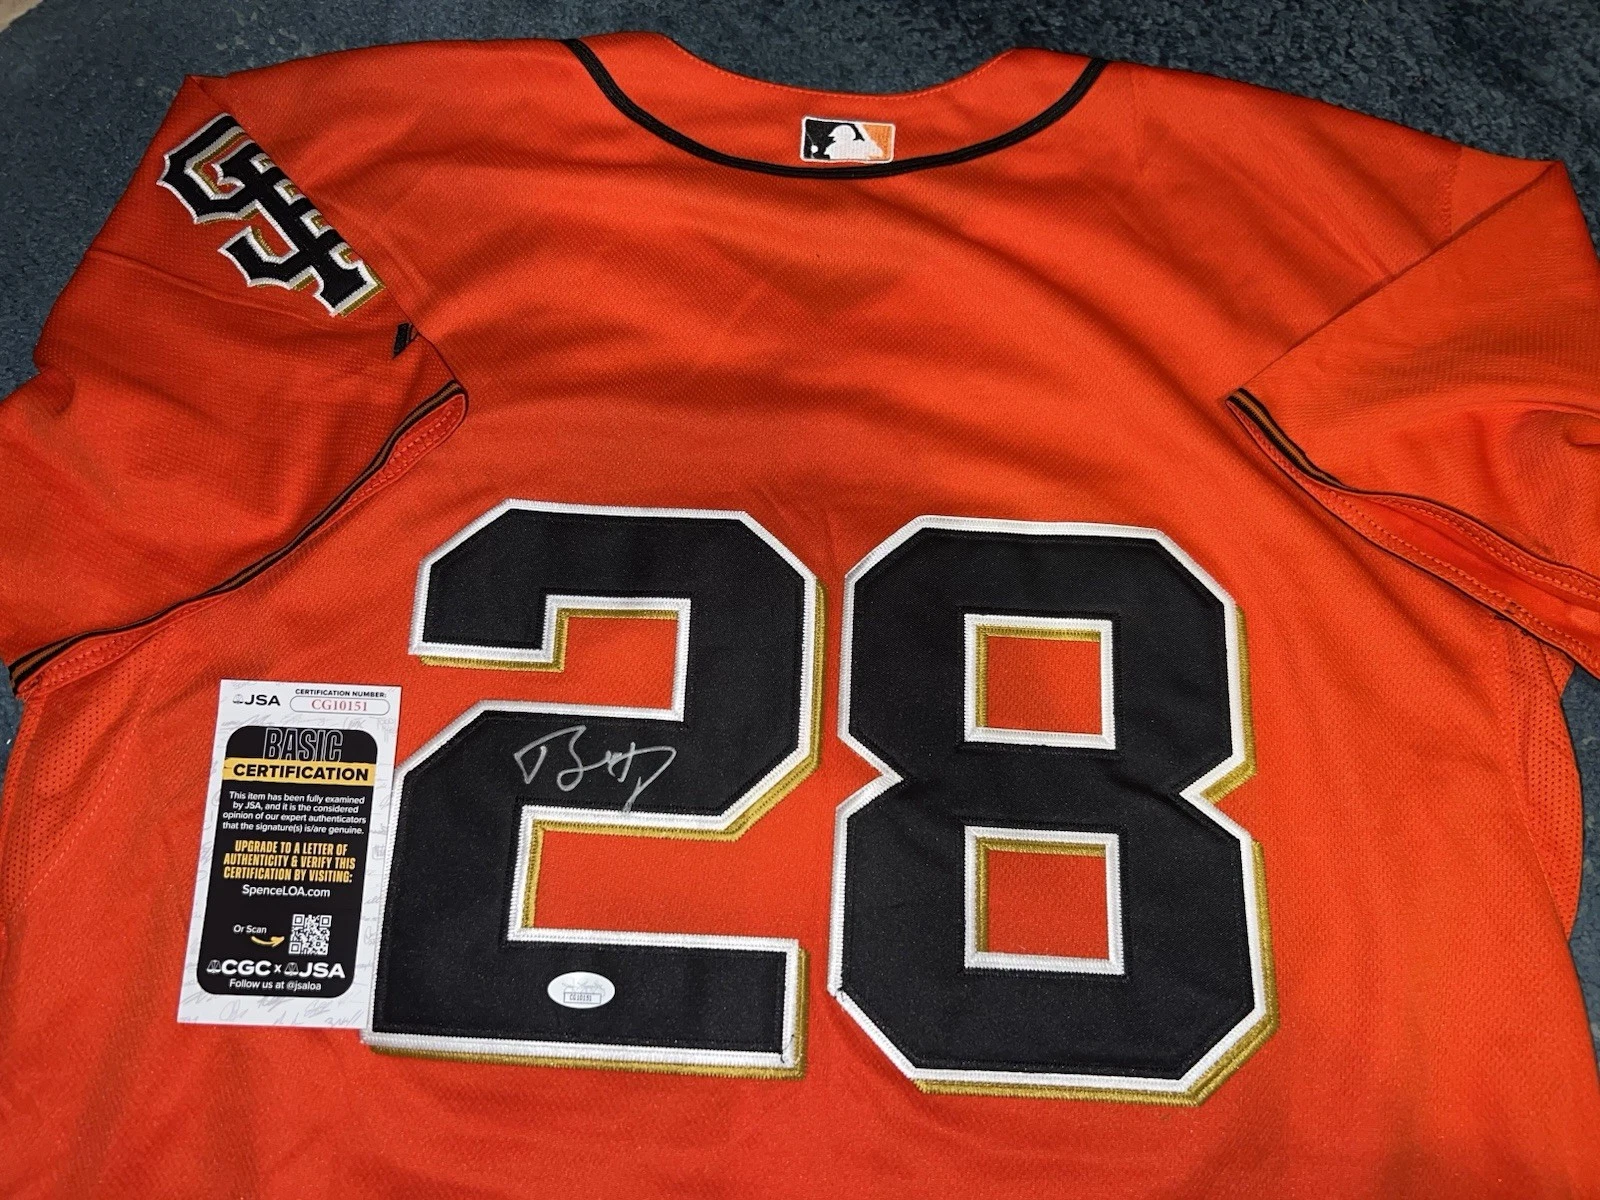 SF
28
JSA
CERTIFICATION NUMBER:
CG10151
BASIC
CERTIFICATION
This item has been fully examined
by JSA, and it is the considered
opinion of our expert authenticators
that the signature(s) is/are genuine.
UPGRADE TO A LETTER OF
AUTHENTICITY & VERIFY THIS
CERTIFICATION BY VISITING:
SpenceLOA.com
Or Scan
CGC x JSA
Follow us at @jsaloa
CG10151